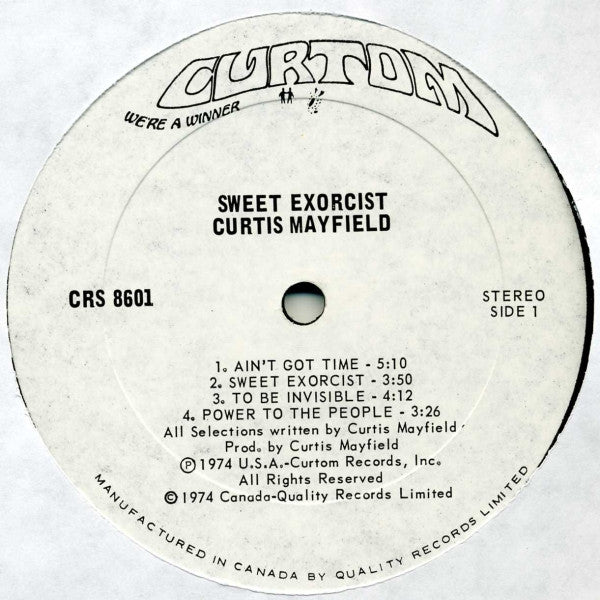 CURTOM
WE'RE A WINNER
SWEET EXORCIST
CURTIS MAYFIELD
CRS 8601
STEREO
SIDE 1
1. AIN'T GOT TIME - 5:10
2. SWEET EXORCIST - 3:50
3. TO BE INVISIBLE - 4:12
4. POWER TO THE PEOPLE - 3:26
All Selections written by Curtis Mayfield
Prod. by Curtis Mayfield
Ⓟ 1974 U.S.A.-Curtom Records, Inc.
All Rights Reserved
© 1974 Canada-Quality Records Limited
MANUFACTURED IN CANADA BY QUALITY RECORDS LIMITED